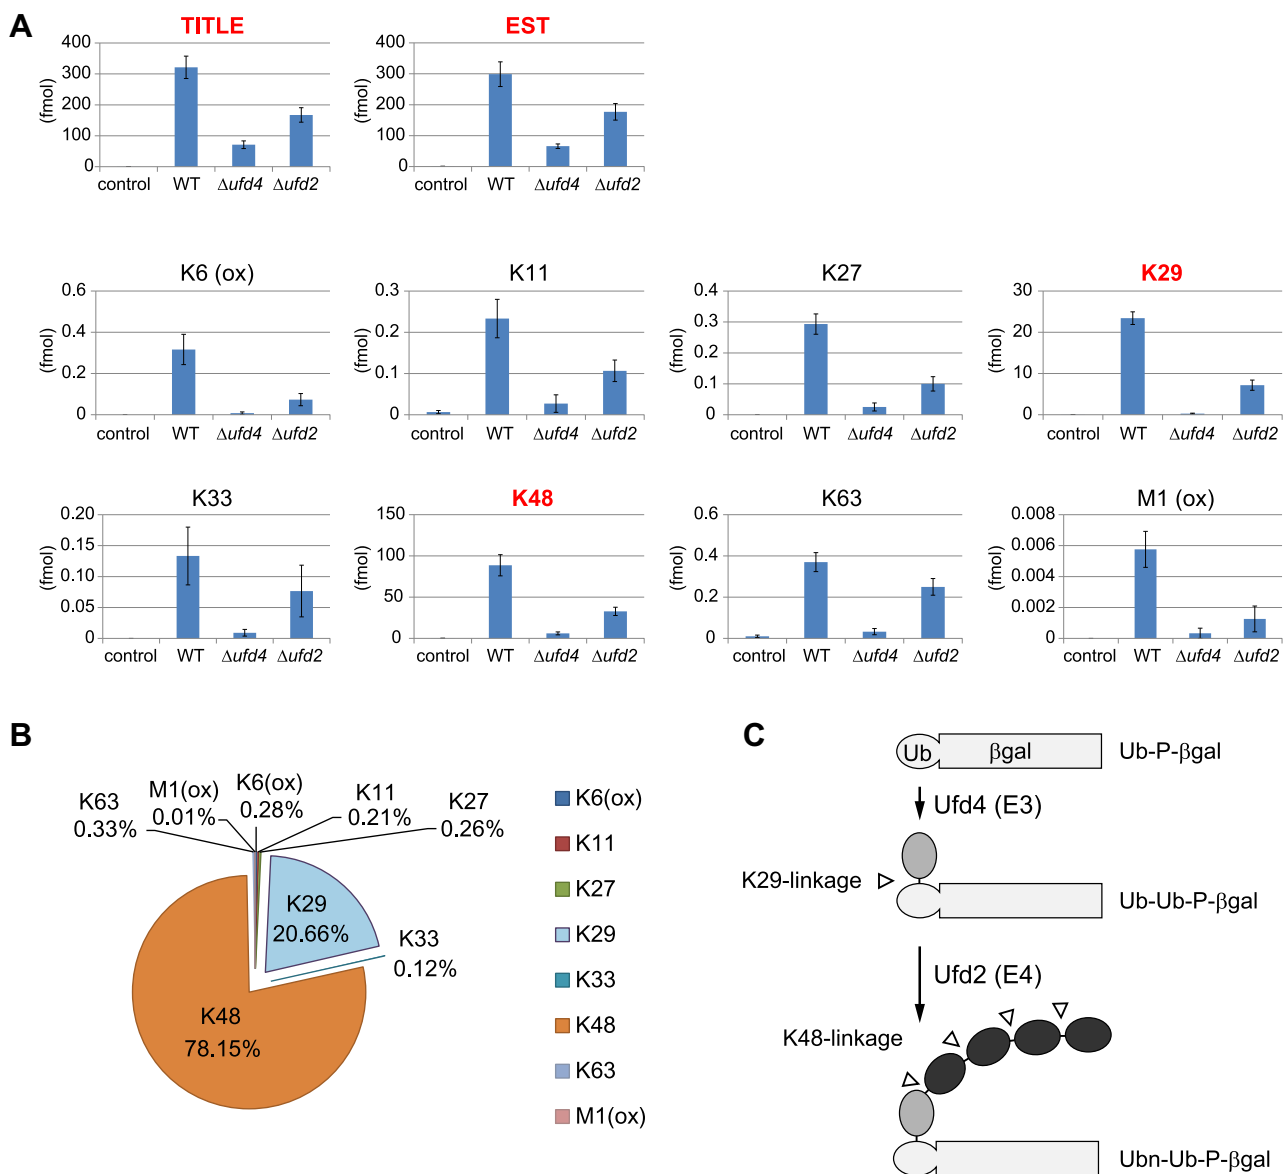 A
TITLE
400
300
200
100
0
(fmol)
control WT Δufd4 Δufd2
EST
400
300
200
100
0
(fmol)
control WT Δufd4 Δufd2
K6 (ox)
0.6
0.4
0.2
0
(fmol)
control WT Δufd4 Δufd2
K11
0.3
0.2
0.1
0
(fmol)
control WT Δufd4 Δufd2
K27
0.4
0.3
0.2
0.1
0
(fmol)
control WT Δufd4 Δufd2
K29
30
20
10
0
(fmol)
control WT Δufd4 Δufd2
K33
0.20
0.15
0.10
0.05
0
(fmol)
control WT Δufd4 Δufd2
K48
150
100
50
0
(fmol)
control WT Δufd4 Δufd2
K63
0.6
0.4
0.2
0
(fmol)
control WT Δufd4 Δufd2
M1 (ox)
0.008
0.006
0.004
0.002
0
(fmol)
control WT Δufd4 Δufd2
B
K63
0.33%
M1(ox)
0.01%
K6(ox)
0.28%
K11
0.21%
K27
0.26%
K29
20.66%
K33
0.12%
K48
78.15%
K6(ox)
K11
K27
K29
K33
K48
K63
M1(ox)
C
Ub βgal Ub-P-βgal
Ufd4 (E3)
K29-linkage
Ub-Ub-P-βgal
Ufd2 (E4)
K48-linkage
Ubn-Ub-P-βgal